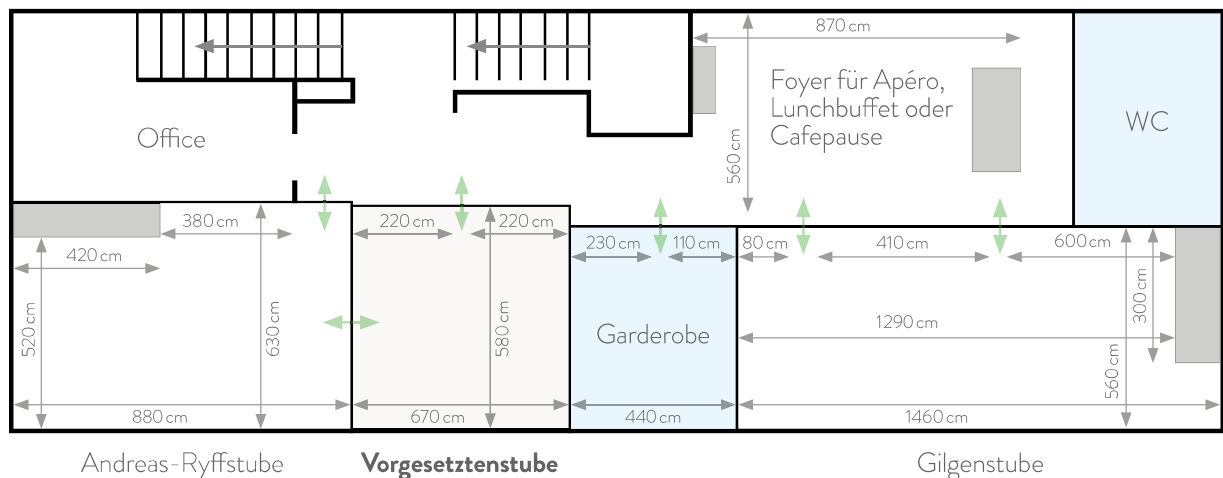 870 cm
Foyer für Apéro,
Lunchbuffet oder
Cafepause
560 cm
WC
Office
380 cm
420 cm
520 cm
630 cm
880 cm
220 cm
220 cm
580 cm
670 cm
230 cm
110 cm
Garderobe
440 cm
80 cm
410 cm
600 cm
300 cm
1290 cm
560 cm
1460 cm
Andreas-Ryffstube
Vorgesetztenstube
Gilgenstube